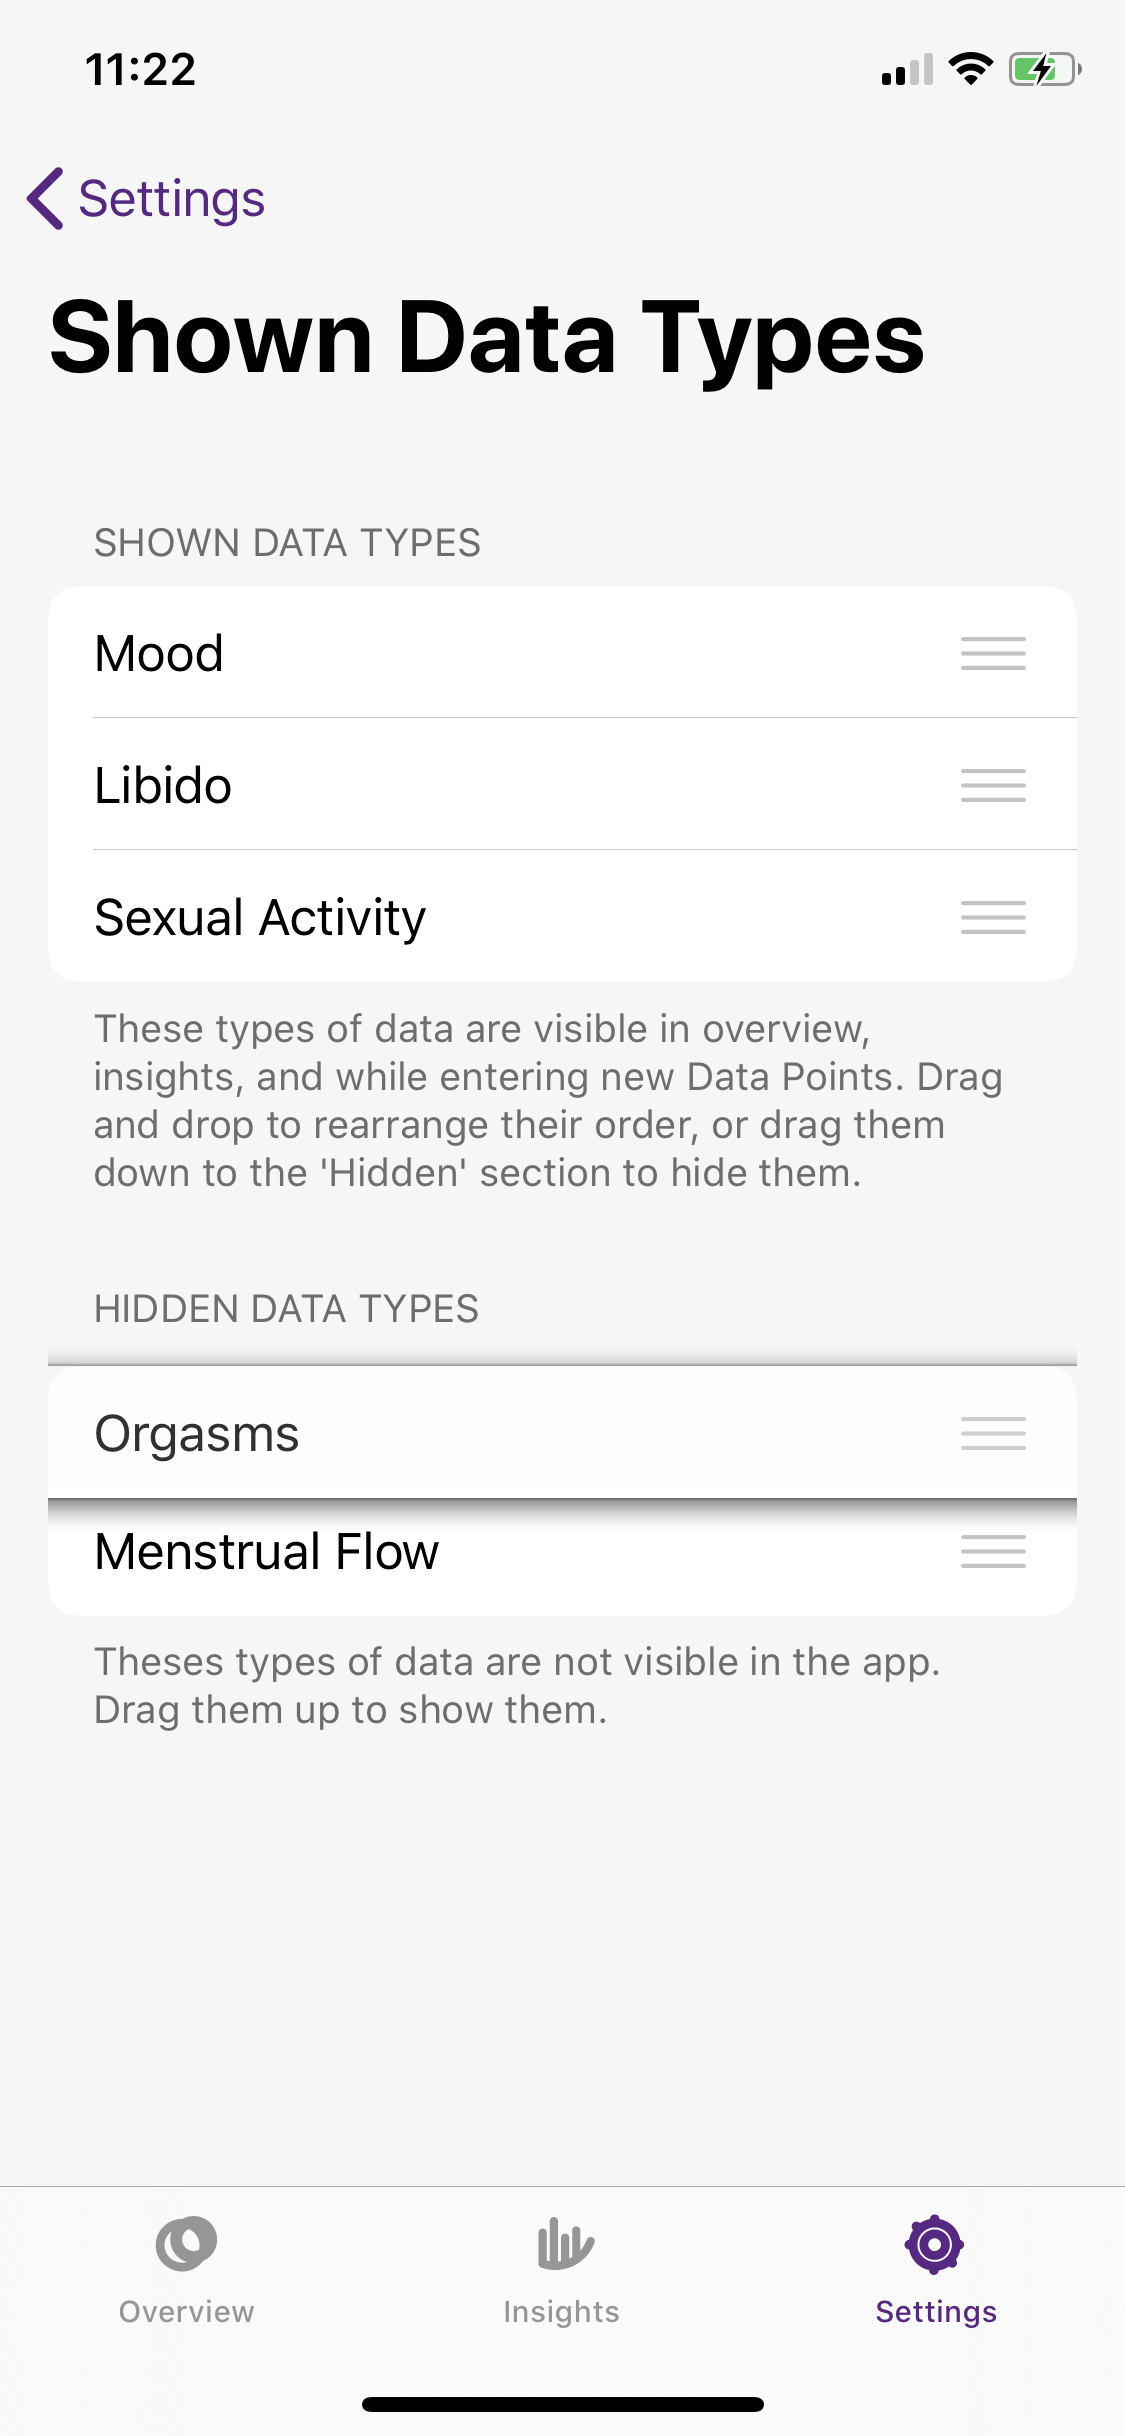 11:22
Settings
Shown Data Types
SHOWN DATA TYPES
Mood
Libido
Sexual Activity
These types of data are visible in overview,
insights, and while entering new Data Points. Drag
and drop to rearrange their order, or drag them
down to the 'Hidden' section to hide them.
HIDDEN DATA TYPES
Orgasms
Menstrual Flow
Theses types of data are not visible in the app.
Drag them up to show them.
Overview
Insights
Settings